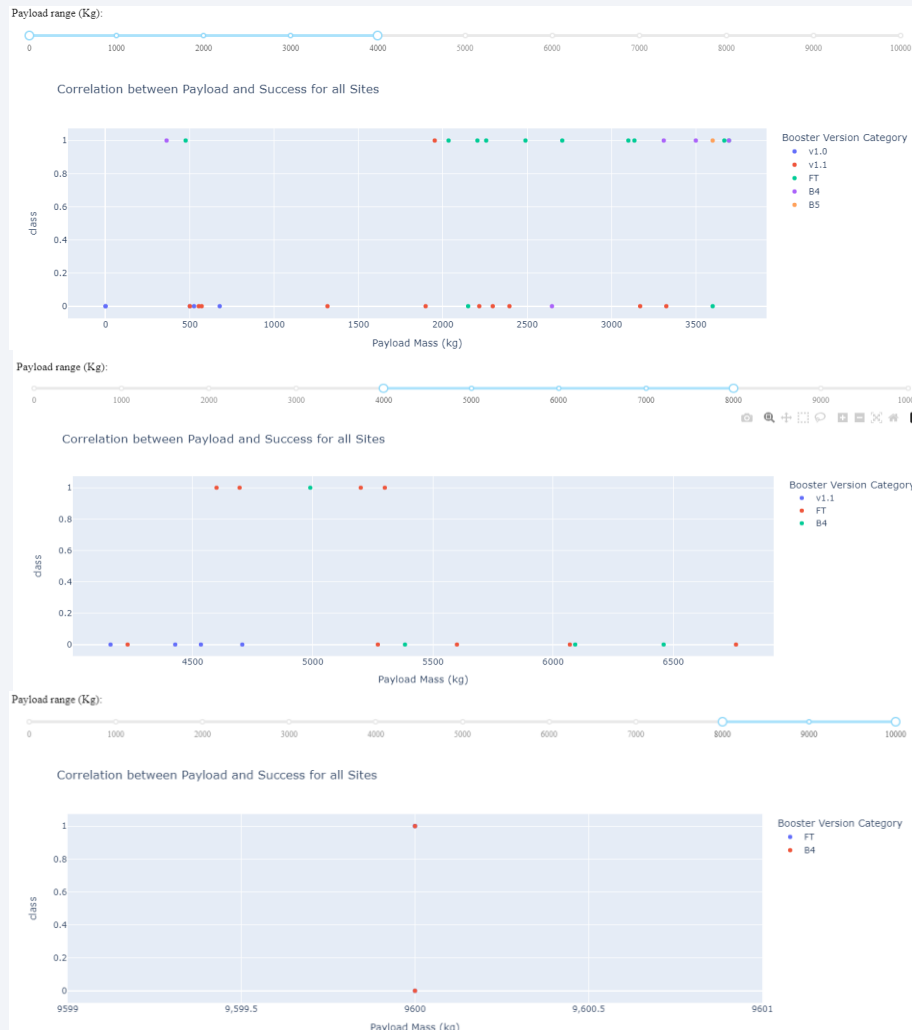 Payload range (Kg):
0 1000 2000 3000 4000 5000 6000 7000 8000 9000 10000
Correlation between Payload and Success for all Sites
Booster Version Category
v1.0
v1.1
FT
B4
B5
1
0.8
0.6
0.4
0.2
0
class
0 500 1000 1500 2000 2500 3000 3500
Payload Mass (kg)
Payload range (Kg):
0 1000 2000 3000 4000 5000 6000 7000 8000 9000 1000
Correlation between Payload and Success for all Sites
Booster Version Category
v1.1
FT
B4
1
0.8
0.6
0.4
0.2
0
class
4500 5000 5500 6000 6500
Payload Mass (kg)
Payload range (Kg):
0 1000 2000 3000 4000 5000 6000 7000 8000 9000 10000
Correlation between Payload and Success for all Sites
Booster Version Category
FT
B4
1
0.8
0.6
0.4
0.2
0
class
9599 9,599.5 9600 9,600.5 9601
Payload Mass (kg)